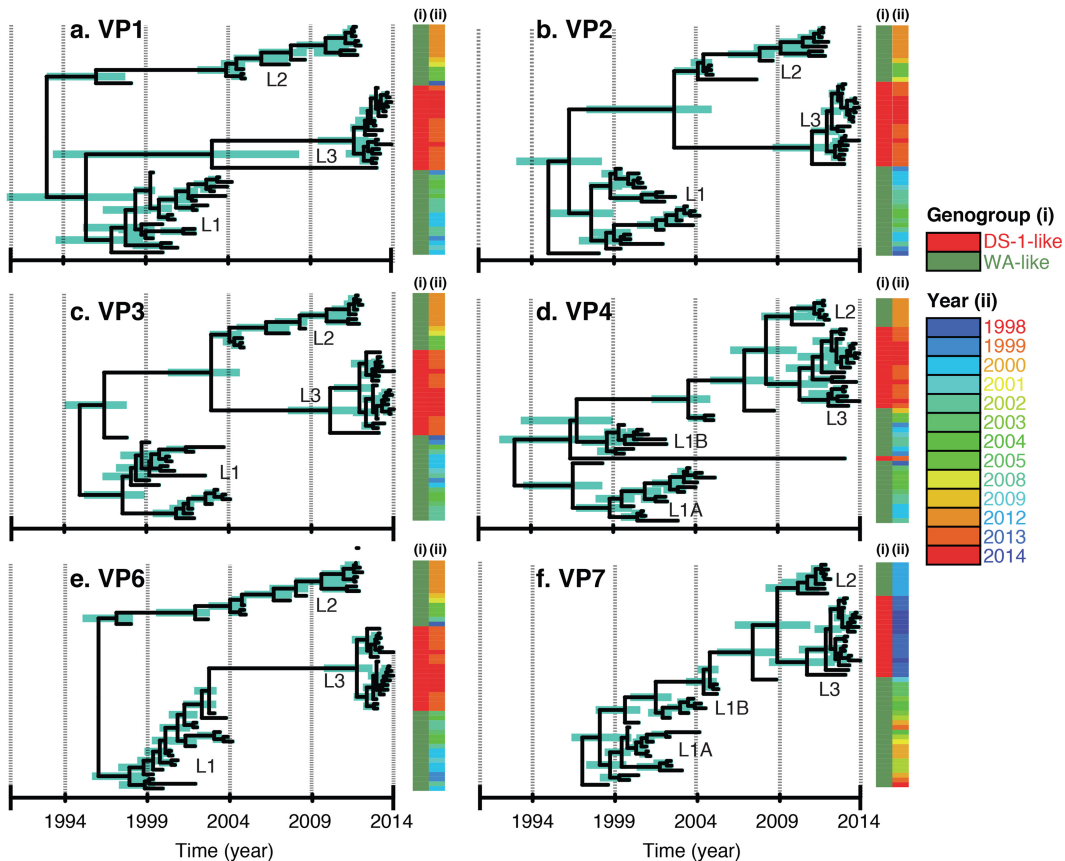 a. VP1
(i) (ii)
L2
L3
L1
b. VP2
(i) (ii)
L2
L3
L1
c. VP3
(i) (ii)
L2
L3
L1
d. VP4
(i) (ii)
L2
L3
L1B
L1A
e. VP6
(i) (ii)
L2
L3
L1
f. VP7
(i) (ii)
L2
L3
L1B
L1A
1994 1999 2004 2009 2014
Time (year)
1994 1999 2004 2009 2014
Time (year)
Genogroup (i)
DS-1-like
WA-like
Year (ii)
1998
1999
2000
2001
2002
2003
2004
2005
2008
2009
2012
2013
2014